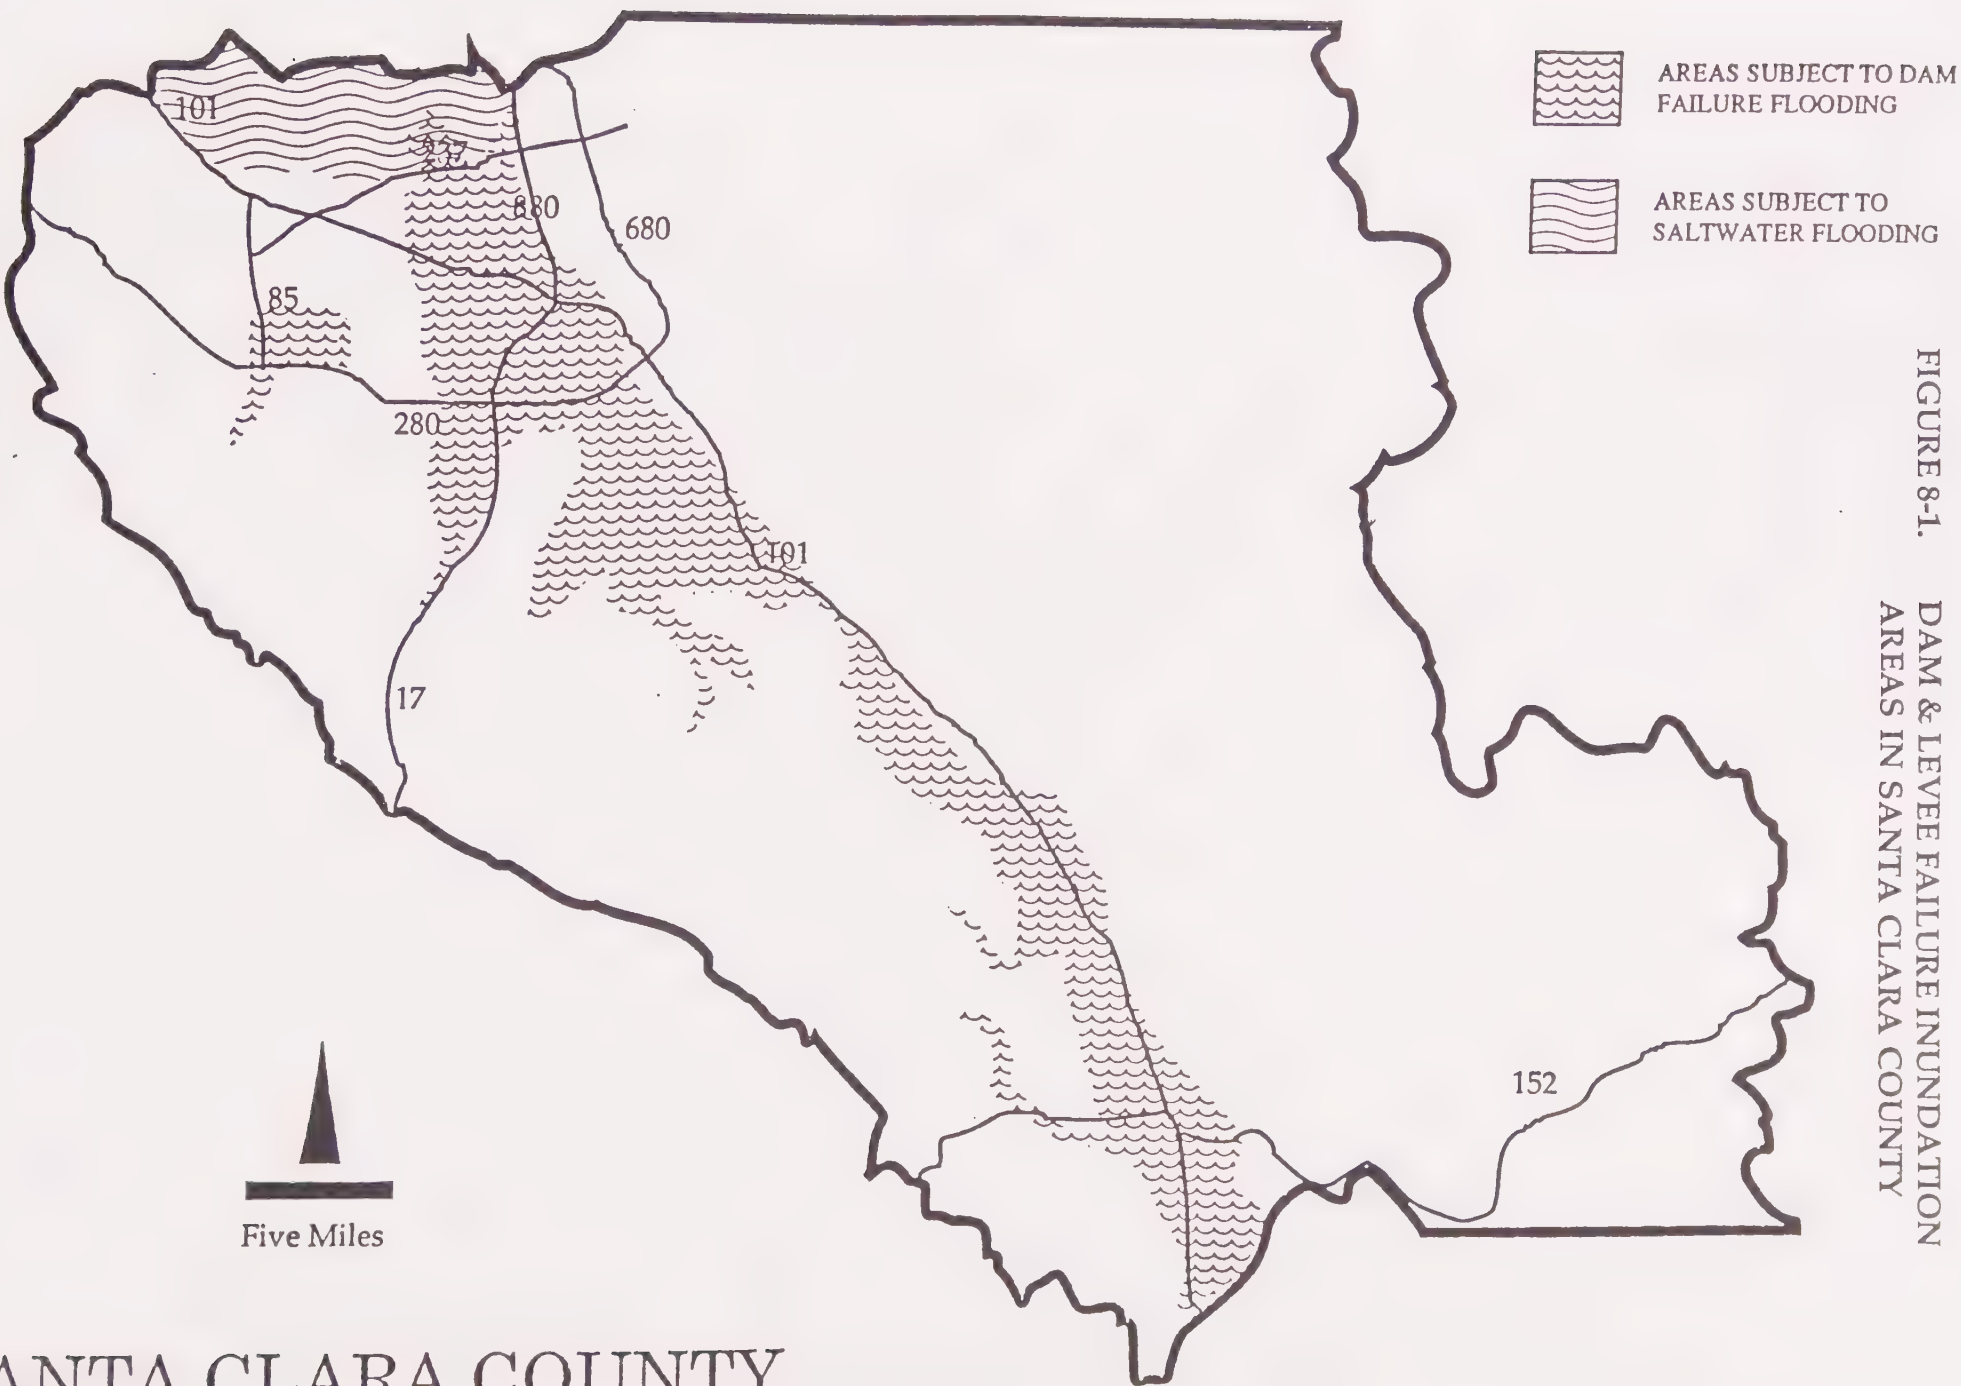 AREAS SUBJECT TO DAM
FAILURE FLOODING
AREAS SUBJECT TO
SALTWATER FLOODING
FIGURE 8-1.
DAM & LEVEE FAILURE INUNDATION
AREAS IN SANTA CLARA COUNTY
101
237
880
680
85
280
101
17
152
Five Miles
ANTA CLARA COUNTY